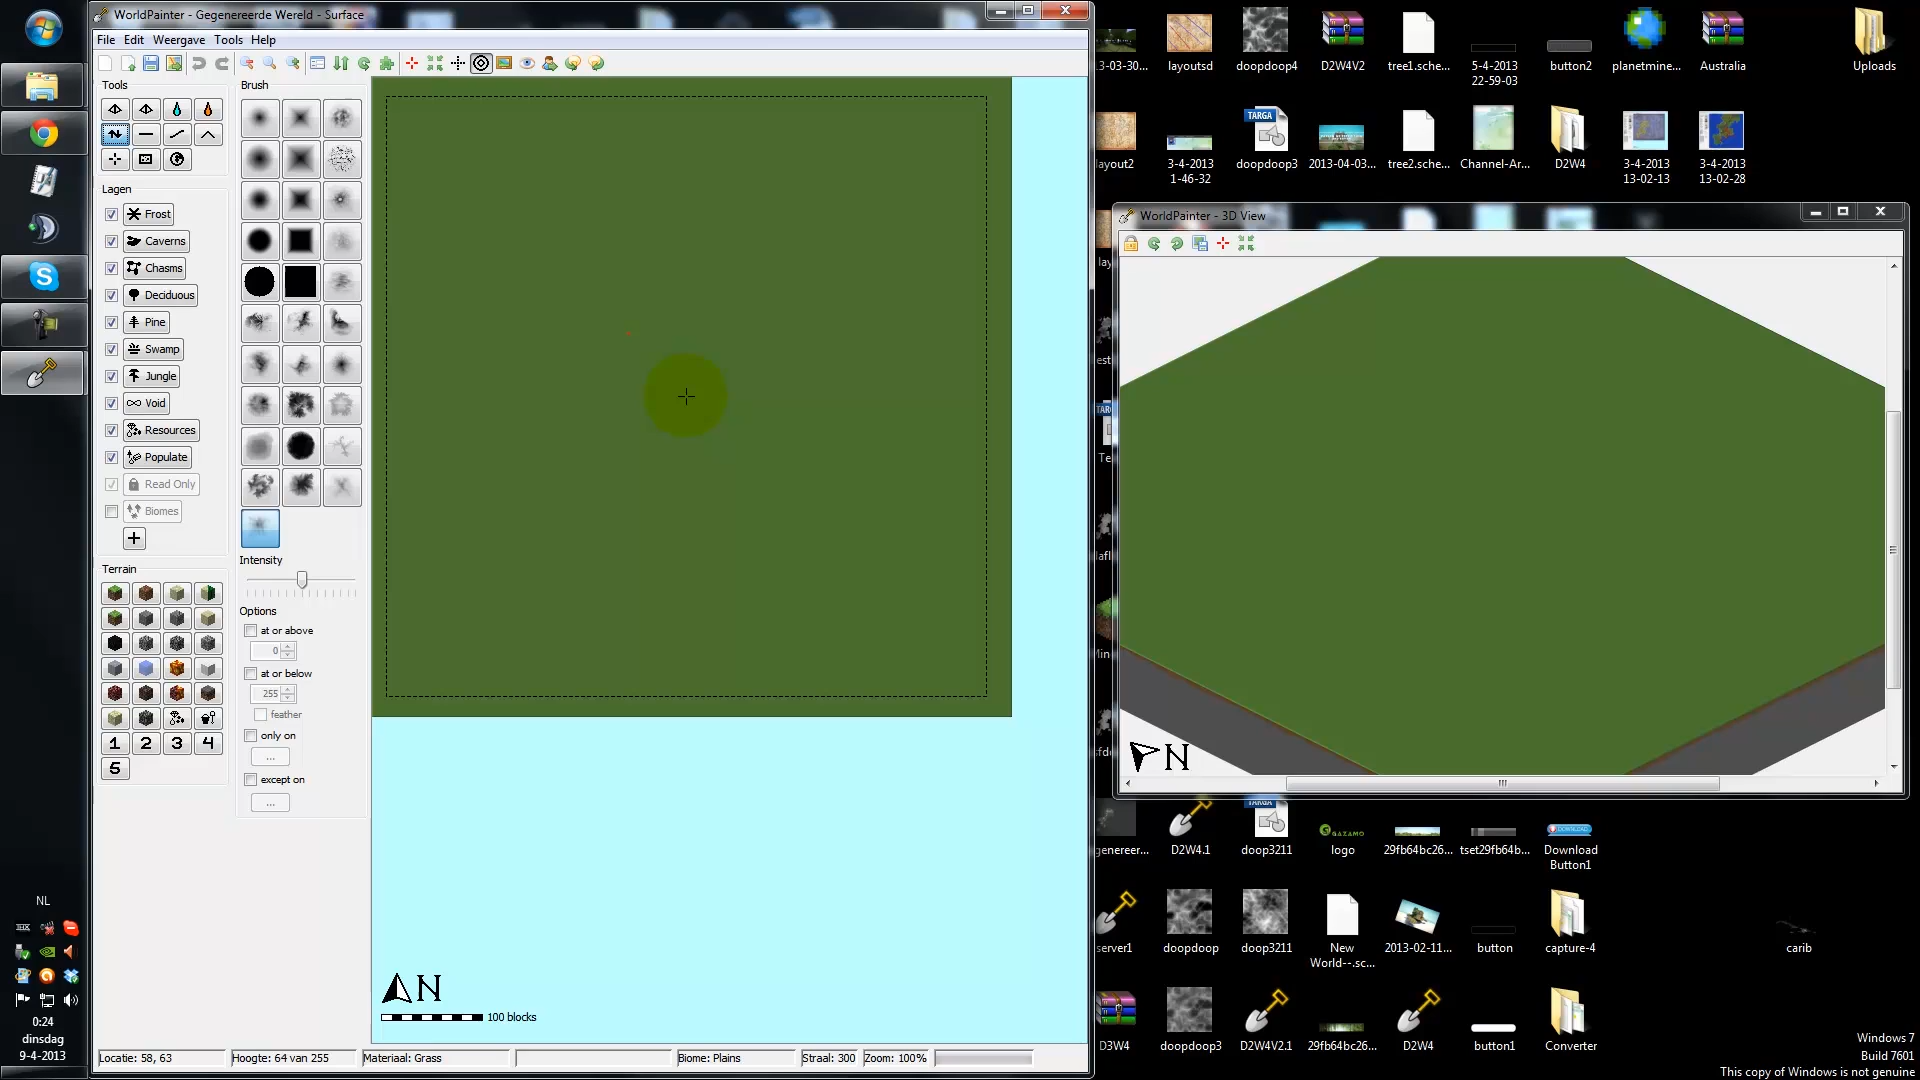 WorldPainter - Gegenereerde Wereld - Surface
File Edit Weergave Tools Help
Tools
Brush
Lagen
Frost
Caverns
Chasms
Deciduous
Pine
Swamp
Jungle
Void
Resources
Populate
Read Only
Biomes
Terrain
1 2 3 4
5
Intensity
Options
at or above
0
at or below
255
feather
only on
...
except on
...
N
100 blocks
Locatie: 58, 63
Hoogte: 64 van 255
Materiaal: Grass
Biome: Plains
Straal: 300
Zoom: 100%
WorldPainter - 3D View
N
13-03-30...
layoutsd
doopdoop4
D2W4V2
tree1.sche...
5-4-2013
22-59-03
button2
planetmine...
Australia
Uploads
TARGA
layout2
3-4-2013
1-46-32
doopdoop3
2013-04-03...
tree2.sche...
Channel-Ar...
D2W4
3-4-2013
13-02-13
3-4-2013
13-02-28
TARGA
GAZAMO
DOWNLOAD
genereer...
D2W4.1
doop3211
logo
29fb64bc26...
tset29fb64b...
Download
Button1
server1
doopdoop
doop3211
New
World--.sc...
2013-02-11...
button
capture-4
carib
D3W4
doopdoop3
D2W4V2.1
29fb64bc26...
D2W4
button1
Converter
NL
0:24
dinsdag
9-4-2013
Windows 7
Build 7601
This copy of Windows is not genuine